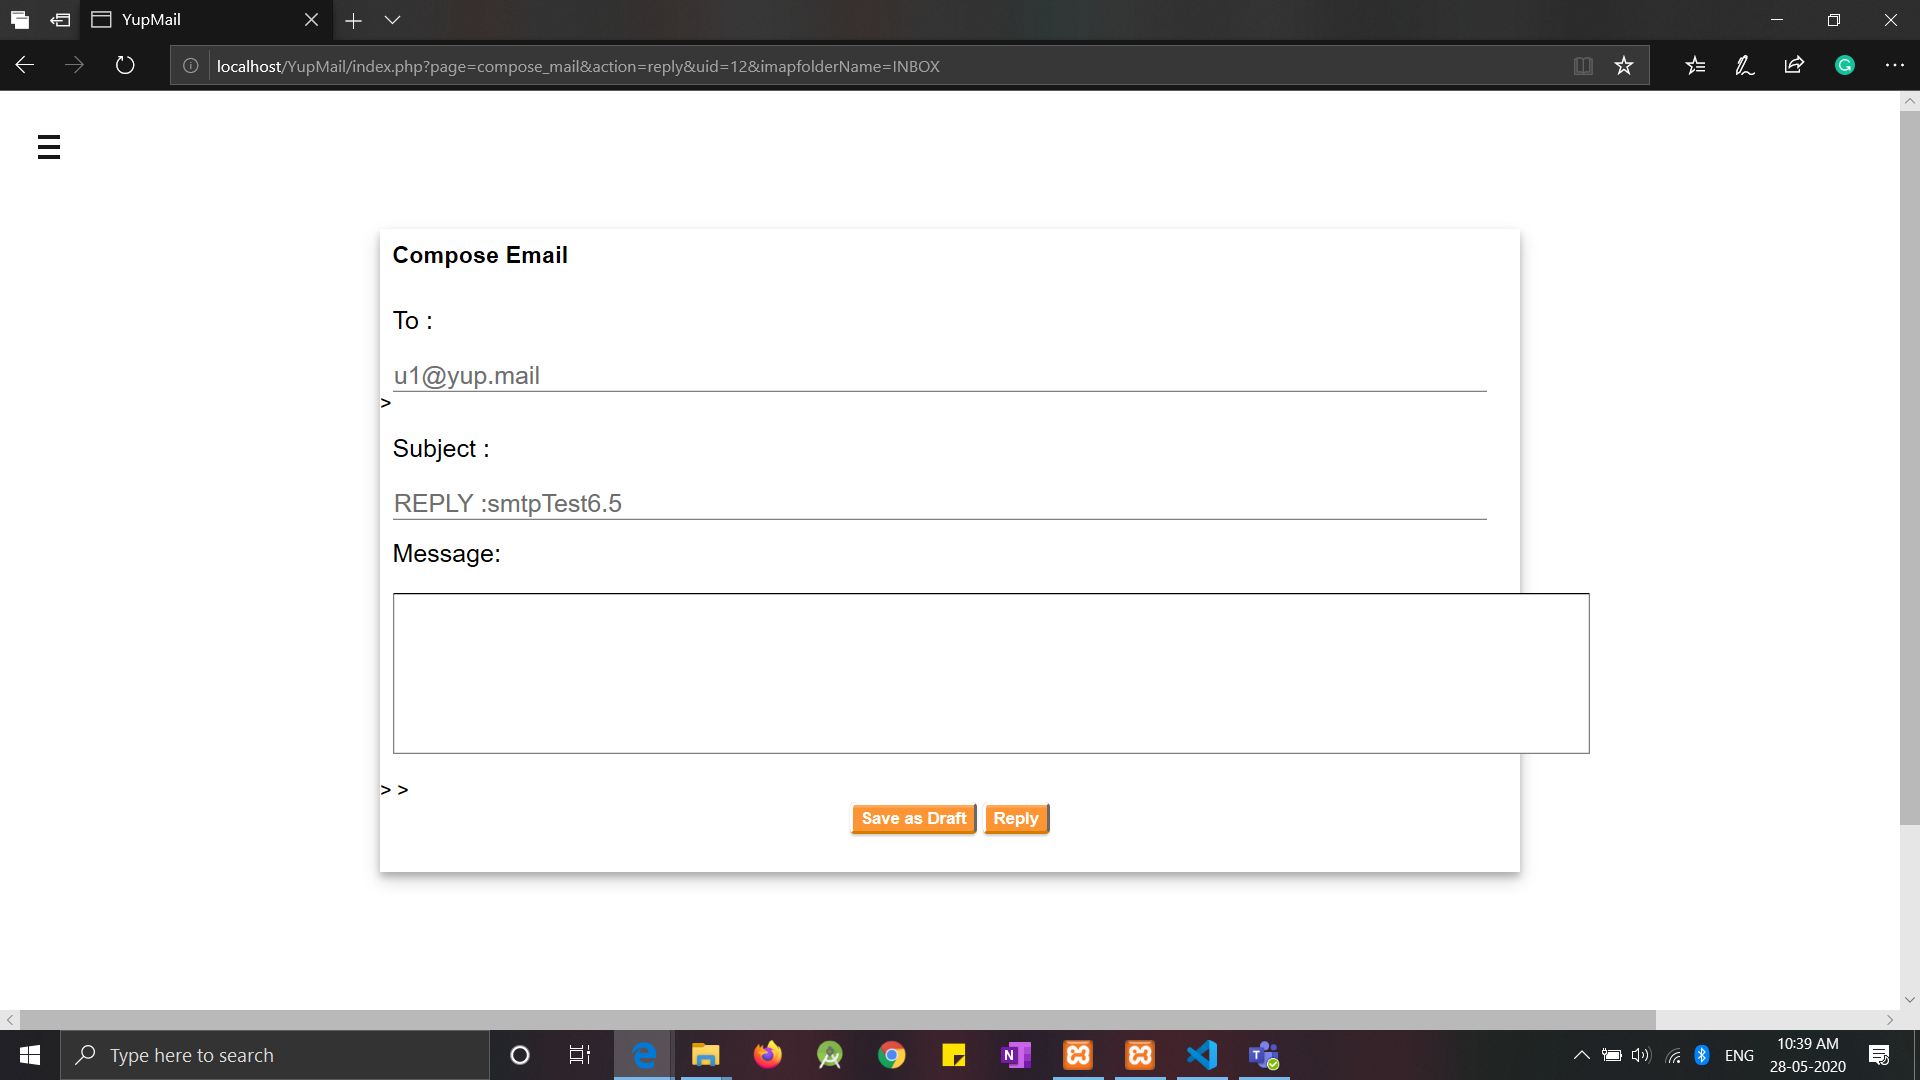 YupMail
localhost/YupMail/index.php?page=compose_mail&action=reply&uid=12&imapfolderName=INBOX
G
Compose Email
To :
u1@yup.mail
>
Subject :
REPLY :smtpTest6.5
Message:
> >
Save as Draft Reply
Type here to search
N
T
ENG
10:39 AM
28-05-2020